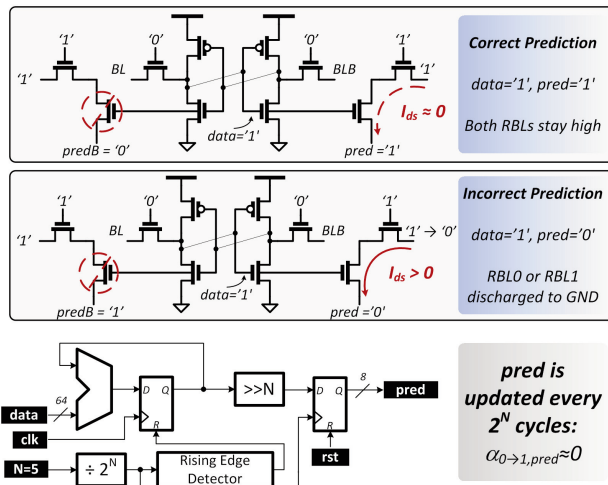 '1'
'0'
'0'
'1'
'1'
BL
BLB
'1'
Correct Prediction
data='1', pred='1'
Both RBLs stay high
Ids ≈ 0
data='1'
predB = '0'
pred ='1'
'1'
'0'
'0'
'1'
'1'
BL
BLB
'1' → '0'
Incorrect Prediction
data='1', pred='0'
RBL0 or RBL1
discharged to GND
Ids > 0
data='1'
predB = '1'
pred ='0'
64
data
clk
D Q
R
>>N
D Q
R
8
pred
rst
N=5
÷ 2^N
Rising Edge
Detector
pred is
updated every
2^N cycles:
α0→1,pred≈0